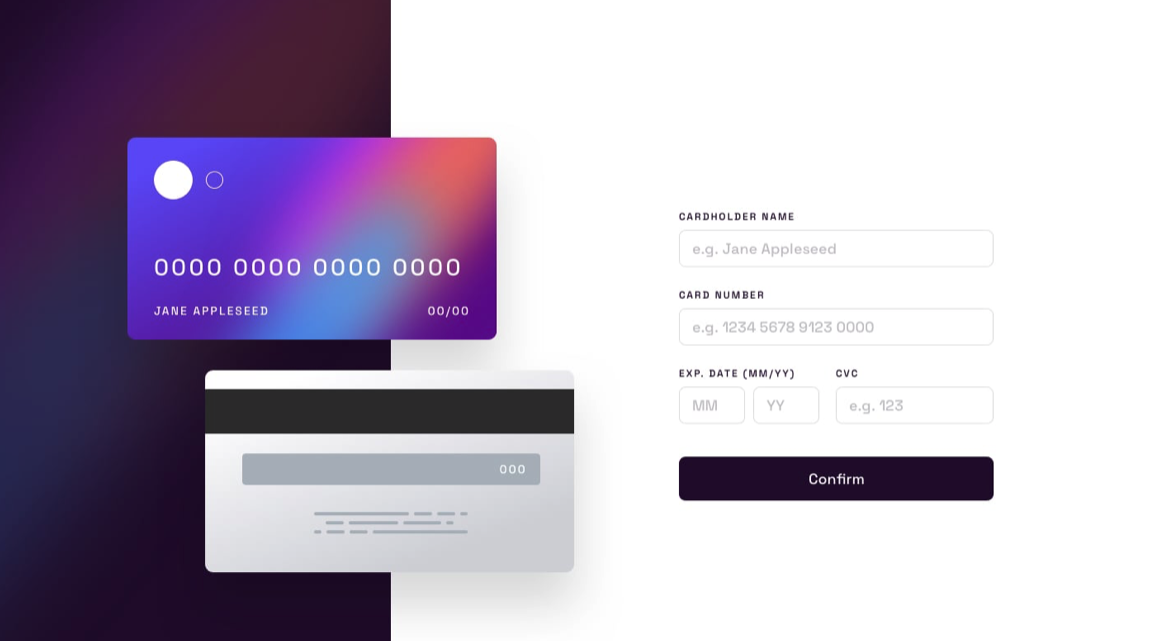 0000 0000 0000 0000
JANE APPLESEED 00/00
000
CARDHOLDER NAME
e.g. Jane Appleseed
CARD NUMBER
e.g. 1234 5678 9123 0000
EXP. DATE (MM/YY) CVC
MM YY e.g. 123
Confirm